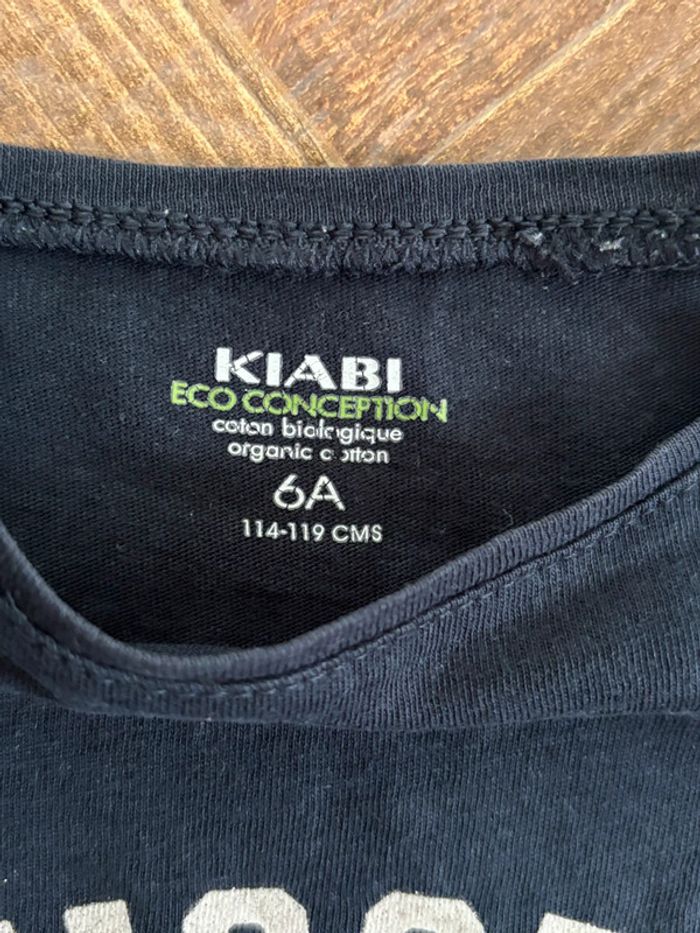 KIABI
ECO CONCEPTION
coton biologique
organic cotton
6A
114-119 CMS